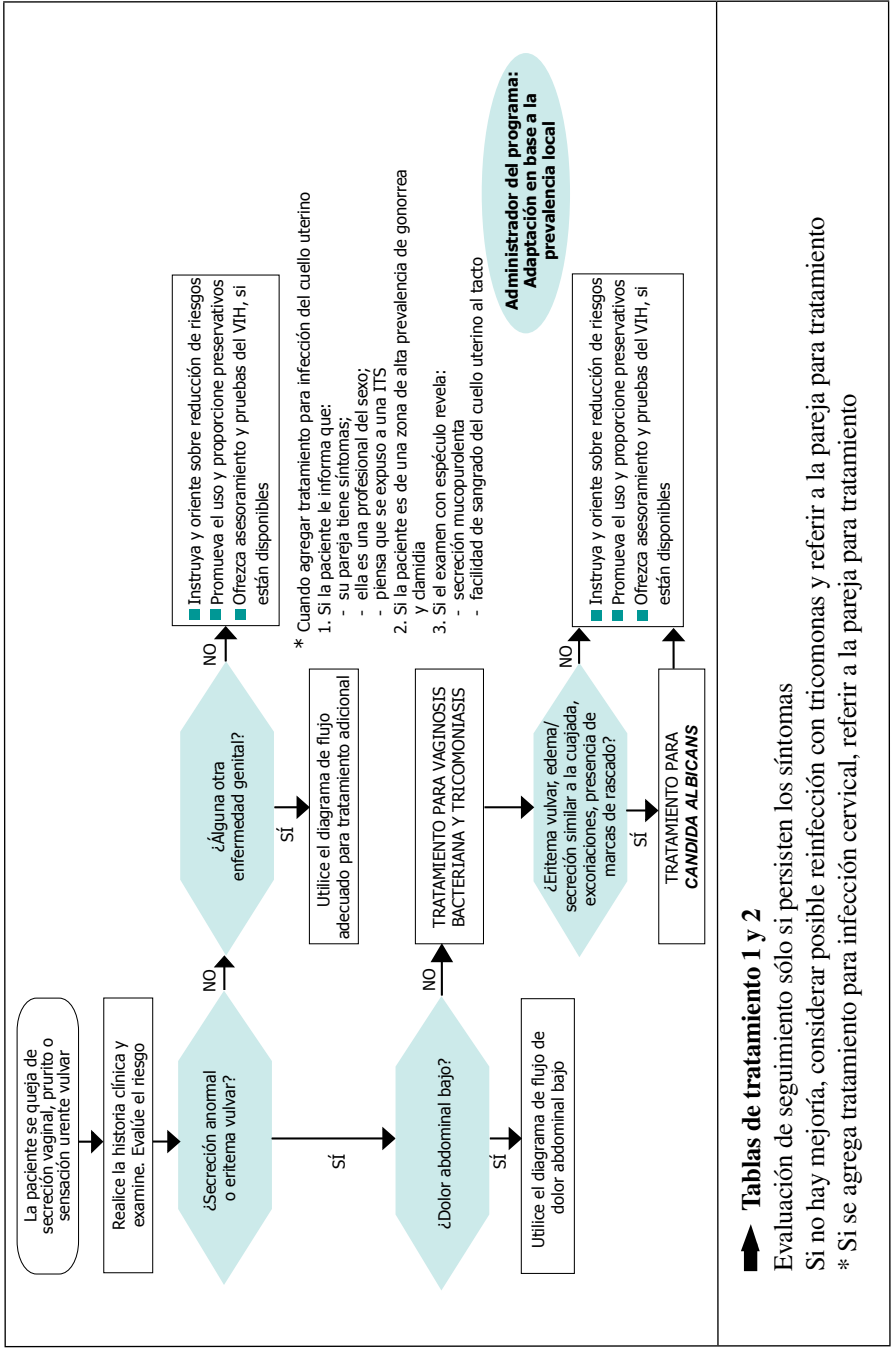 La paciente se queja de
secreción vaginal, prurito o
sensación urente vulvar
Realice la historia clínica y
examine. Evalúe el riesgo
¿Secreción anormal
o eritema vulvar?
NO
¿Álguna otra
enfermedad genital?
NO
Instruya y oriente sobre reducción de riesgos
Promueva el uso y proporcione preservativos
Ofrezca asesoramiento y pruebas del VIH, si
están disponibles
SÍ
Utilice el diagrama de flujo
adecuado para tratamiento adicional
* Cuando agregar tratamiento para infección del cuello uterino
1. Si la paciente le informa que:
- su pareja tiene síntomas;
- ella es una profesional del sexo;
- piensa que se expuso a una ITS
2. Si la paciente es de una zona de alta prevalencia de gonorrea
y clamidia
3. Si el examen con espéculo revela:
- secreción mucopurolenta
- facilidad de sangrado del cuello uterino al tacto
SÍ
¿Dolor abdominal bajo?
NO
TRATAMIENTO PARA VAGINOSIS
BACTERIANA Y TRICOMONIASIS
SÍ
Utilice el diagrama de flujo de
dolor abdominal bajo
Administrador del programa:
Adaptación en base a la
prevalencia local
¿Eritema vulvar, edema/
secreción similar a la cuajada,
excoriaciones, presencia de
marcas de rascado?
NO
Instruya y oriente sobre reducción de riesgos
Promueva el uso y proporcione preservativos
Ofrezca asesoramiento y pruebas del VIH, si
están disponibles
SÍ
TRATAMIENTO PARA
CANDIDA ALBICANS
Tablas de tratamiento 1 y 2
Evaluación de seguimiento sólo si persisten los síntomas
Si no hay mejoría, considerar posible reinfección con tricomonas y referir a la pareja para tratamiento
* Si se agrega tratamiento para infección cervical, referir a la pareja para tratamiento